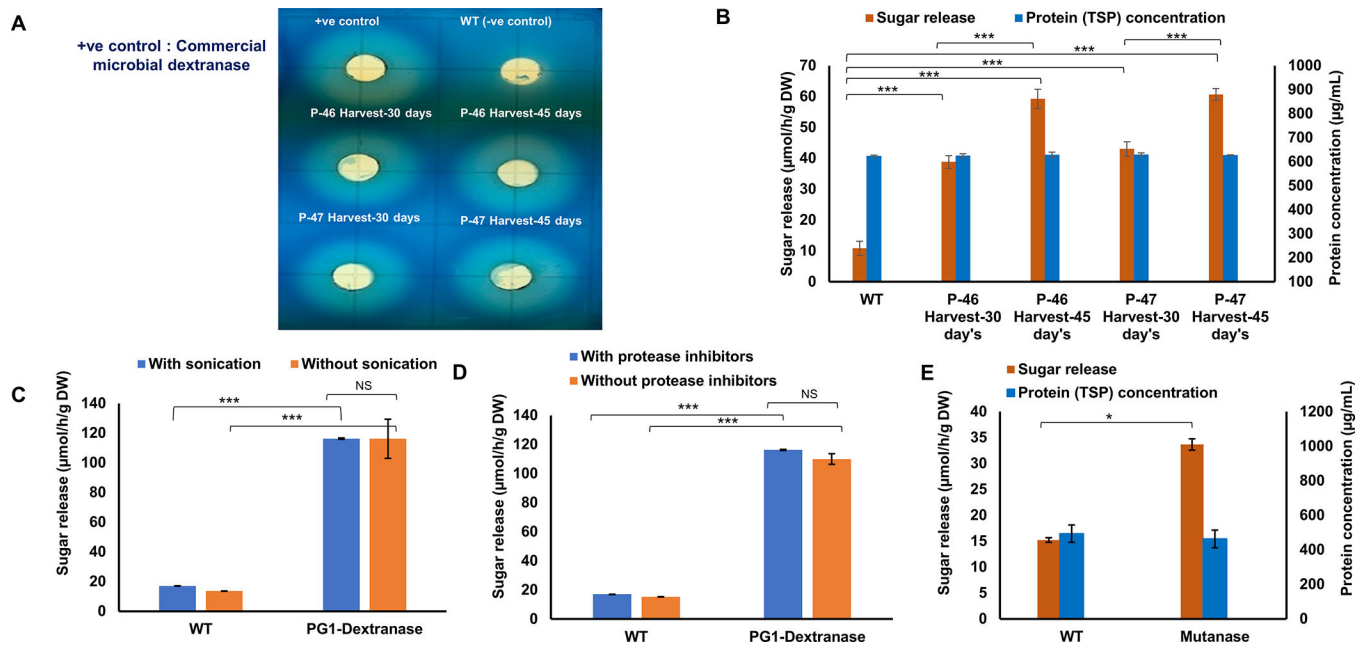 A
+ve control : Commercial
microbial dextranase
+ve control
WT (-ve control)
P-46 Harvest-30 days
P-46 Harvest-45 days
P-47 Harvest-30 days
P-47 Harvest-45 days
B
Sugar release
Protein (TSP) concentration
***
***
***
***
***
***
Sugar release (µmol/h/g DW)
70
60
50
40
30
20
10
0
Protein concentration (µg/mL)
1000
900
800
700
600
500
400
300
200
100
WT
P-46
Harvest-30
day's
P-46
Harvest-45
day's
P-47
Harvest-30
day's
P-47
Harvest-45
day's
C
With sonication
Without sonication
NS
***
***
Sugar release (µmol/h/g DW)
140
120
100
80
60
40
20
0
WT
PG1-Dextranase
D
With protease inhibitors
Without protease inhibitors
NS
***
***
Sugar release (µmol/h/g DW)
140
120
100
80
60
40
20
0
WT
PG1-Dextranase
E
Sugar release
Protein (TSP) concentration
*
Sugar release (µmol/h/g DW)
40
35
30
25
20
15
10
5
0
Protein concentration (µg/mL)
1200
1000
800
600
400
200
0
WT
Mutanase